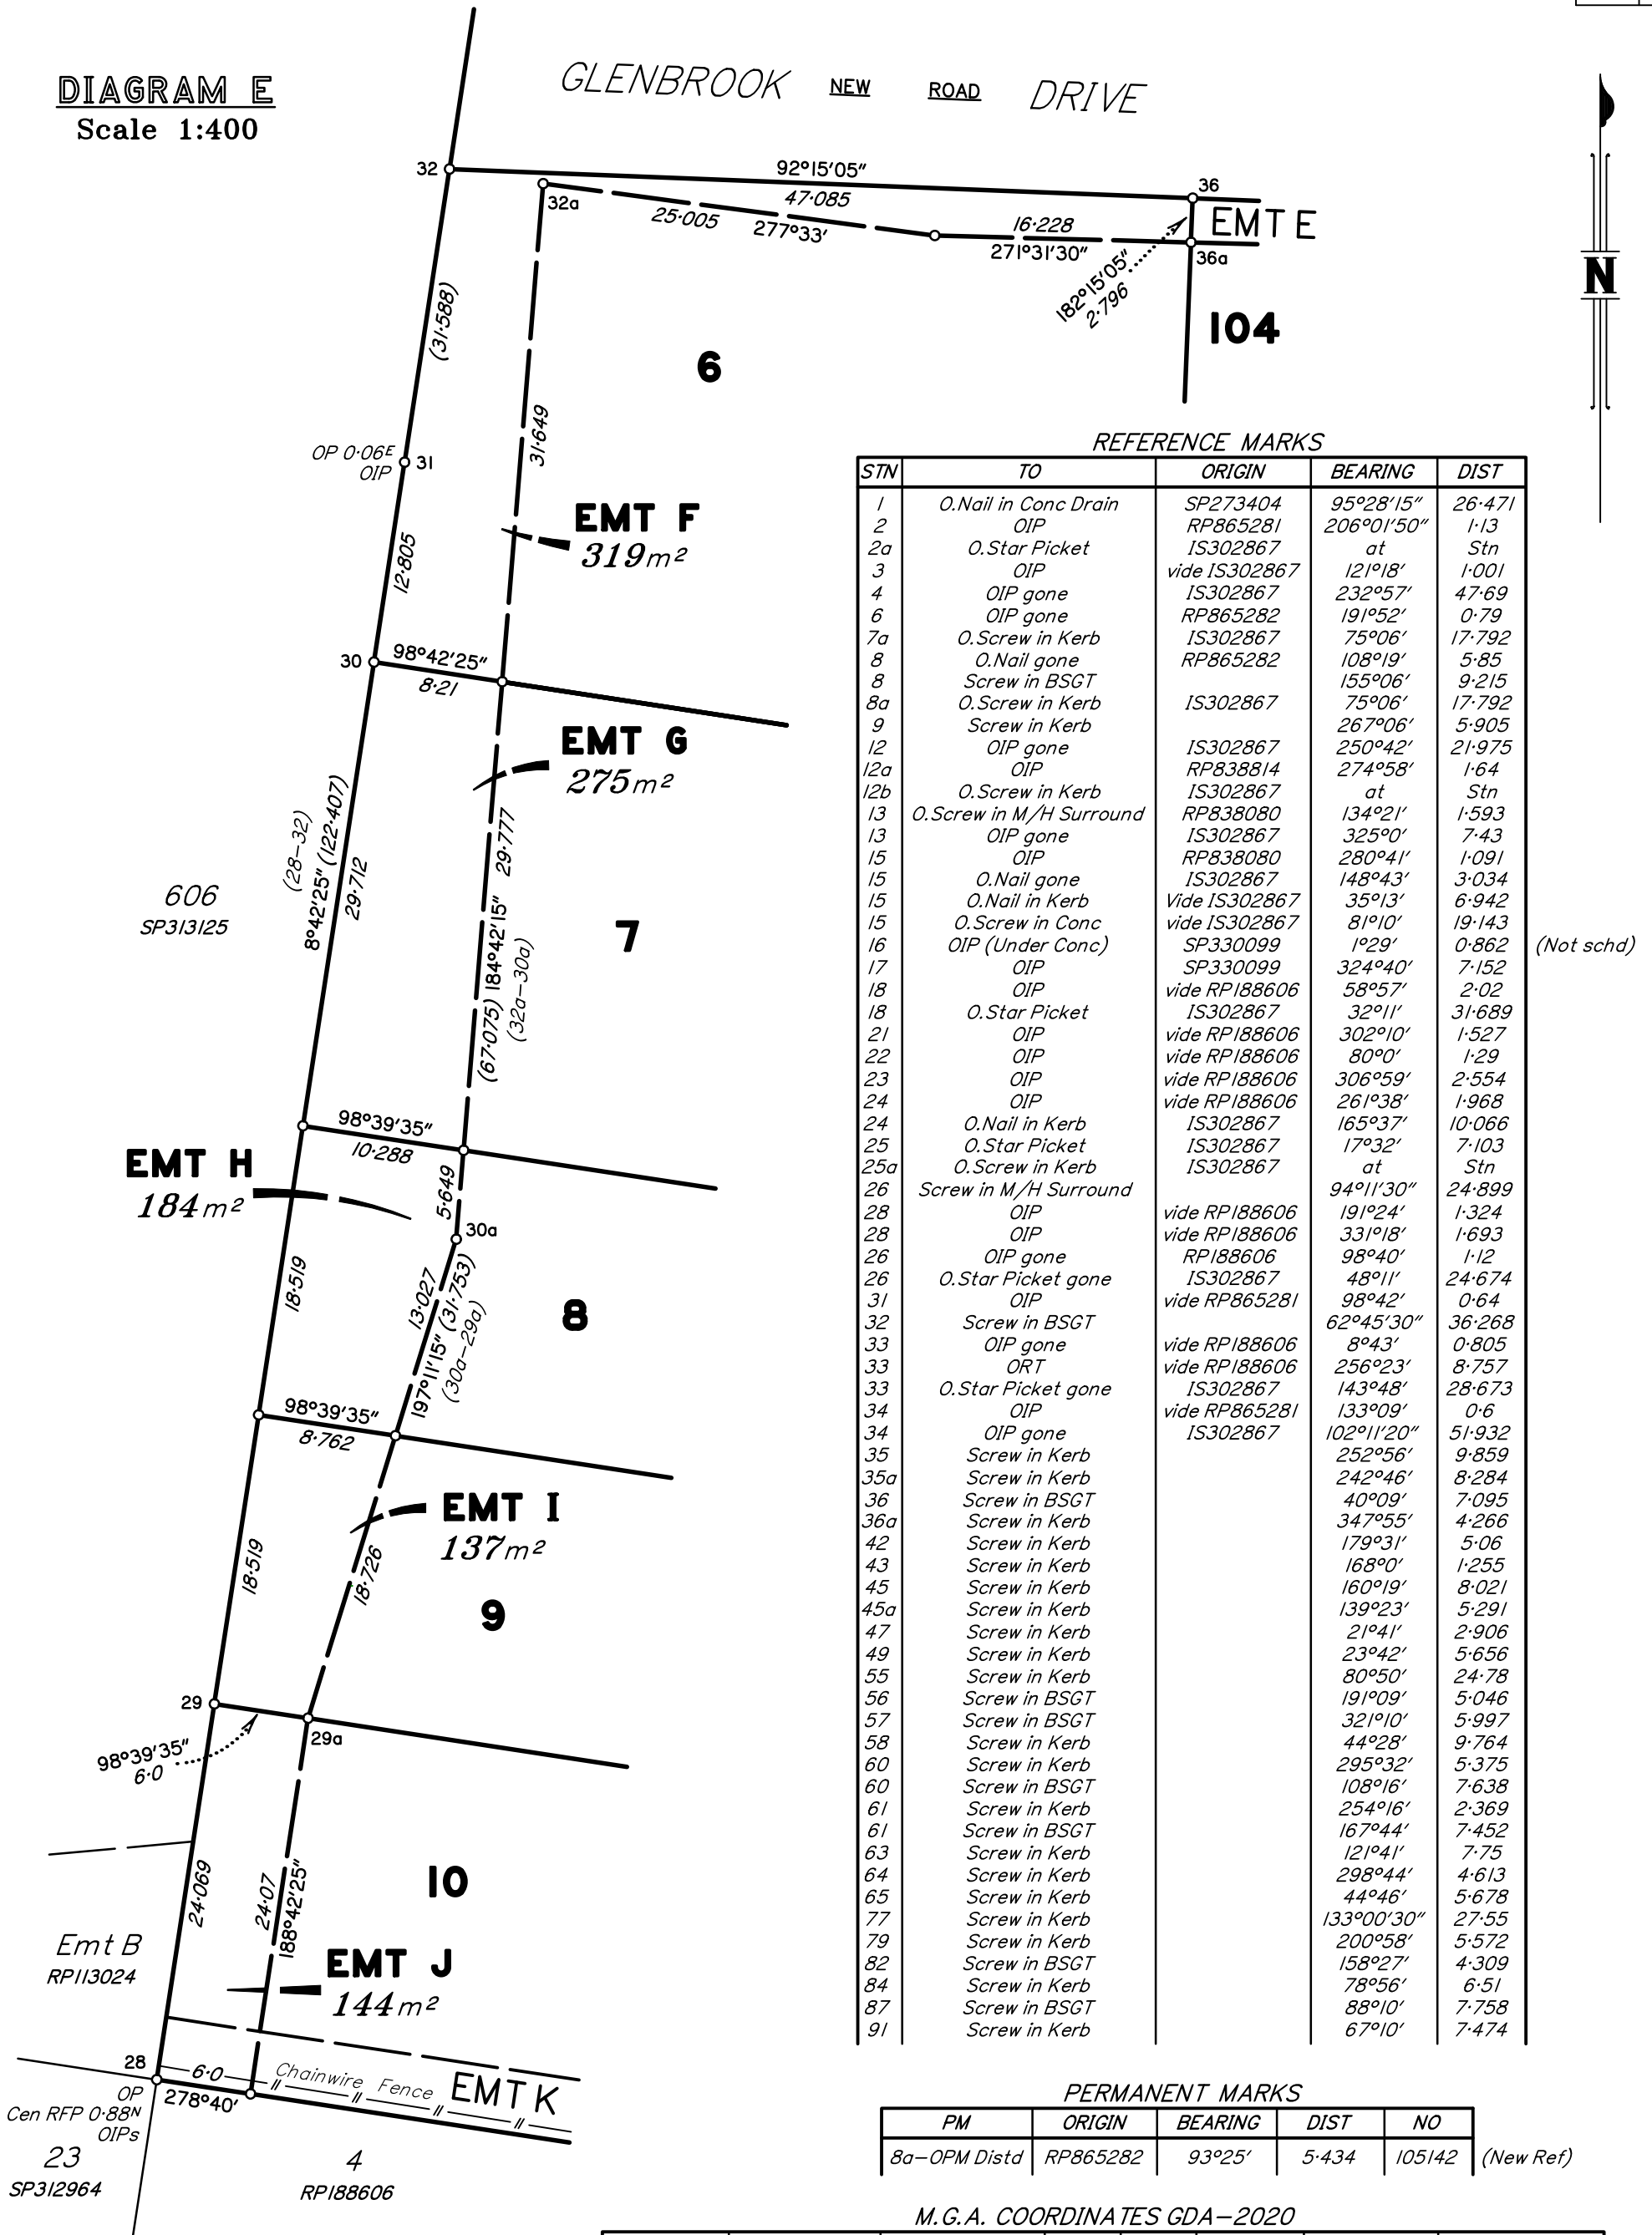 DIAGRAM E
Scale 1:400
GLENBROOK NEW ROAD DRIVE
32
92°15'05"
47·085
36
EMT E
32a
25·005
277°33'
16·228
271°31'30"
36a
182°15'05"
2·796
104
N
(31·588)
6
31·649
OP 0·06E
OIP
31
EMT F
319m²
12·805
30
98°42'25"
8·21
EMT G
275m²
(28-32)
8°42'25" (122·407)
29·712
29·777
(67·075) 184°42'15"
(32a-30a)
606
SP313125
7
98°39'35"
10·288
EMT H
184m²
5·649
30a
18·519
13·027
197°11'15" (31·753)
(30a-29a)
8
98°39'35"
8·762
EMT I
137m²
18·519
18·726
9
29
29a
98°39'35"
6·0
24·069
24·07
188°42'25"
10
Emt B
RP113024
EMT J
144m²
28
6·0
278°40'
Chainwire Fence
EMT K
OP
Cen RFP 0·88N
OIPs
23
SP312964
4
RP188606
REFERENCE MARKS
STN TO ORIGIN BEARING DIST
1 O.Nail in Conc Drain SP273404 95°28'15" 26·471
2 OIP RP865281 206°01'50" 1·13
2a O.Star Picket IS302867 at Stn
3 OIP vide IS302867 121°18' 1·001
4 OIP gone IS302867 232°57' 47·69
6 OIP gone RP865282 191°52' 0·79
7a O.Screw in Kerb IS302867 75°06' 17·792
8 O.Nail gone RP865282 108°19' 5·85
8 Screw in BSGT 155°06' 9·215
8a O.Screw in Kerb IS302867 75°06' 17·792
9 Screw in Kerb 267°06' 5·905
12 OIP gone IS302867 250°42' 21·975
12a OIP RP838814 274°58' 1·64
12b O.Screw in Kerb IS302867 at Stn
13 O.Screw in M/H Surround RP838080 134°21' 1·593
13 OIP gone IS302867 325°0' 7·43
15 OIP RP838080 280°41' 1·091
15 O.Nail gone IS302867 148°43' 3·034
15 O.Nail in Kerb Vide IS302867 35°13' 6·942
15 O.Screw in Conc vide IS302867 81°10' 19·143
16 OIP (Under Conc) SP330099 1°29' 0·862 (Not schd)
17 OIP SP330099 324°40' 7·152
18 OIP vide RP188606 58°57' 2·02
18 O.Star Picket IS302867 32°11' 31·689
21 OIP vide RP188606 302°10' 1·527
22 OIP vide RP188606 80°0' 1·29
23 OIP vide RP188606 306°59' 2·554
24 OIP vide RP188606 261°38' 1·968
24 O.Nail in Kerb IS302867 165°37' 10·066
25 O.Star Picket IS302867 17°32' 7·103
25a O.Screw in Kerb IS302867 at Stn
26 Screw in M/H Surround 94°11'30" 24·899
28 OIP vide RP188606 191°24' 1·324
28 OIP vide RP188606 331°18' 1·693
26 OIP gone RP188606 98°40' 1·12
26 O.Star Picket gone IS302867 48°11' 24·674
31 OIP vide RP865281 98°42' 0·64
32 Screw in BSGT 62°45'30" 36·268
33 OIP gone vide RP188606 8°43' 0·805
33 ORT vide RP188606 256°23' 8·757
33 O.Star Picket gone IS302867 143°48' 28·673
34 OIP vide RP865281 133°09' 0·6
34 OIP gone IS302867 102°11'20" 51·932
35 Screw in Kerb 252°56' 9·859
35a Screw in Kerb 242°46' 8·284
36 Screw in BSGT 40°09' 7·095
36a Screw in Kerb 347°55' 4·266
42 Screw in Kerb 179°31' 5·06
43 Screw in Kerb 168°0' 1·255
45 Screw in Kerb 160°19' 8·021
45a Screw in Kerb 139°23' 5·291
47 Screw in Kerb 21°41' 2·906
49 Screw in Kerb 23°42' 5·656
55 Screw in Kerb 80°50' 24·78
56 Screw in BSGT 191°09' 5·046
57 Screw in BSGT 321°10' 5·997
58 Screw in Kerb 44°28' 9·764
60 Screw in Kerb 295°32' 5·375
60 Screw in BSGT 108°16' 7·638
61 Screw in Kerb 254°16' 2·369
61 Screw in BSGT 167°44' 7·452
63 Screw in Kerb 121°41' 7·75
64 Screw in Kerb 298°44' 4·613
65 Screw in Kerb 44°46' 5·678
77 Screw in Kerb 133°00'30" 27·55
79 Screw in Kerb 200°58' 5·572
82 Screw in BSGT 158°27' 4·309
84 Screw in Kerb 78°56' 6·51
87 Screw in BSGT 88°10' 7·758
91 Screw in Kerb 67°10' 7·474
PERMANENT MARKS
PM ORIGIN BEARING DIST NO
8a-OPM Distd RP865282 93°25' 5·434 105142 (New Ref)
M.G.A. COORDINATES GDA-2020